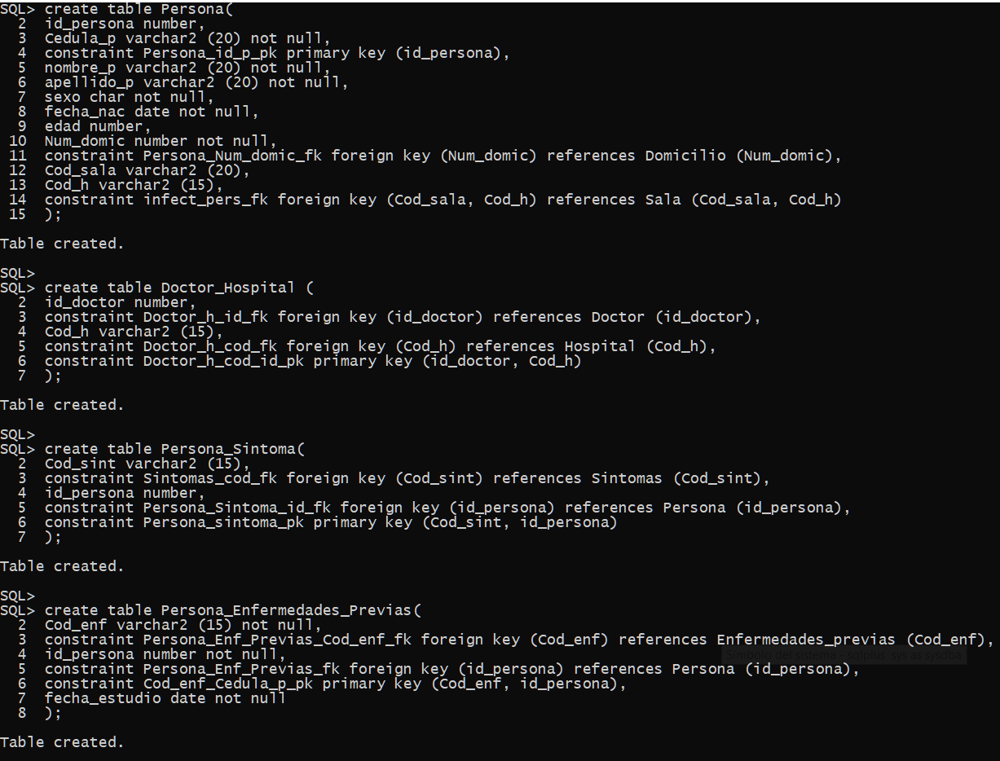 SQL> create table Persona(
  2  id_persona number,
  3  Cedula_p varchar2 (20) not null,
  4  constraint Persona_id_p_pk primary key (id_persona),
  5  nombre_p varchar2 (20) not null,
  6  apellido_p varchar2 (20) not null,
  7  sexo char not null,
  8  fecha_nac date not null,
  9  edad number,
 10  Num_domic number not null,
 11  constraint Persona_Num_domic_fk foreign key (Num_domic) references Domicilio (Num_domic),
 12  Cod_sala varchar2 (20),
 13  Cod_h varchar2 (15),
 14  constraint infect_pers_fk foreign key (Cod_sala, Cod_h) references Sala (Cod_sala, Cod_h)
 15  );
Table created.
SQL>
SQL> create table Doctor_Hospital (
  2  id_doctor number,
  3  constraint Doctor_h_id_fk foreign key (id_doctor) references Doctor (id_doctor),
  4  Cod_h varchar2 (15),
  5  constraint Doctor_h_cod_fk foreign key (Cod_h) references Hospital (Cod_h),
  6  constraint Doctor_h_cod_id_pk primary key (id_doctor, Cod_h)
  7  );
Table created.
SQL>
SQL> create table Persona_Sintoma(
  2  Cod_sint varchar2 (15),
  3  constraint Sintomas_cod_fk foreign key (Cod_sint) references Sintomas (Cod_sint),
  4  id_persona number,
  5  constraint Persona_Sintoma_id_fk foreign key (id_persona) references Persona (id_persona),
  6  constraint Persona_sintoma_pk primary key (Cod_sint, id_persona)
  7  );
Table created.
SQL>
SQL> create table Persona_Enfermedades_Previas(
  2  Cod_enf varchar2 (15) not null,
  3  constraint Persona_Enf_Previas_Cod_enf_fk foreign key (Cod_enf) references Enfermedades_previas (Cod_enf),
  4  id_persona number not null,
Símbolo del sistema - sqlplus sys as sysdba
  5  constraint Persona_Enf_Previas_fk foreign key (id_persona) references Persona (id_persona),
  6  constraint Cod_enf_Cedula_p_pk primary key (Cod_enf, id_persona),
  7  fecha_estudio date not null
  8  );
Table created.